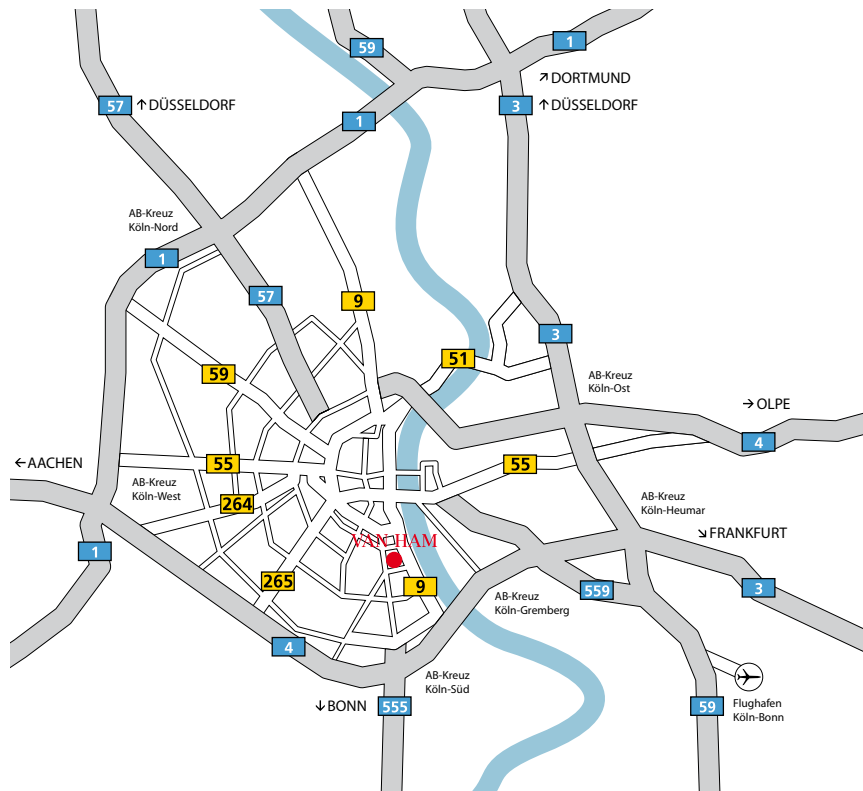 1
59
↗DORTMUND
57
↑DÜSSELDORF
3
↑DÜSSELDORF
1
AB-Kreuz
Köln-Nord
1
57
9
3
51
59
AB-Kreuz
Köln-Ost
→OLPE
4
←AACHEN
55
55
AB-Kreuz
Köln-West
264
AB-Kreuz
Köln-Heumar
↘FRANKFURT
VAN HAM
1
265
9
559
3
AB-Kreuz
Köln-Gremberg
4
AB-Kreuz
Köln-Süd
↓BONN
555
59
Flughafen
Köln-Bonn